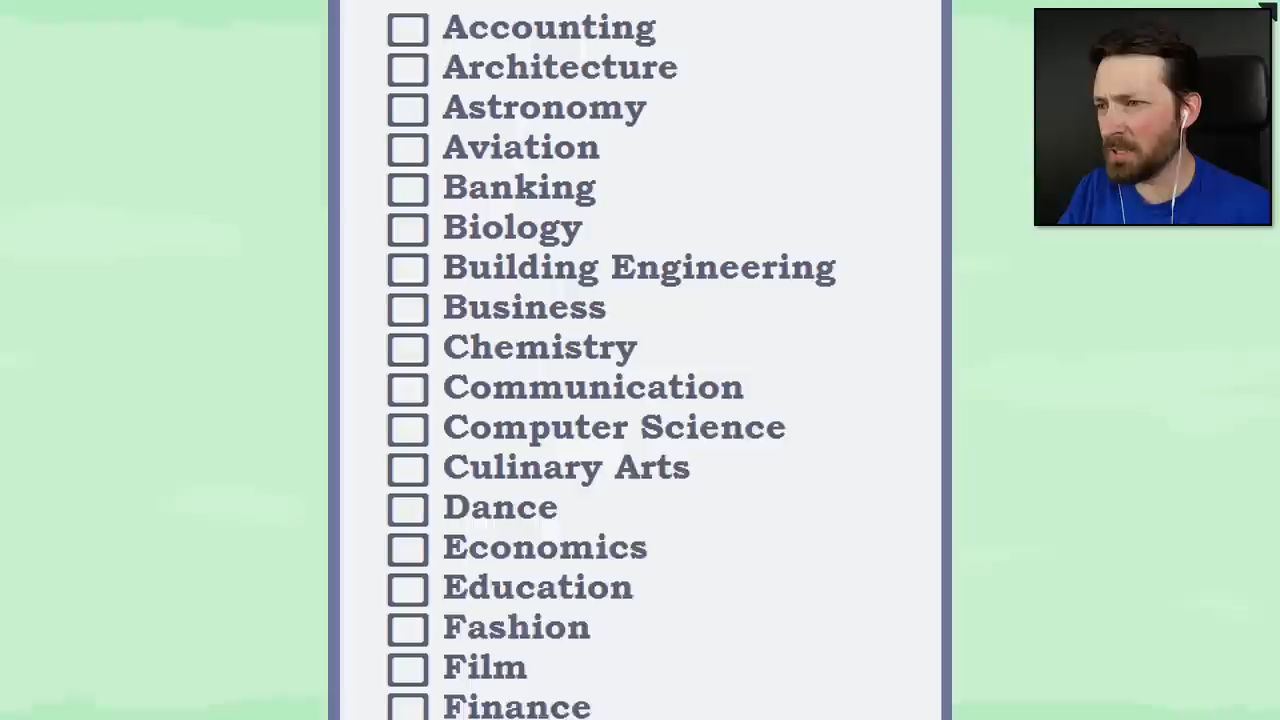 Accounting
Architecture
Astronomy
Aviation
Banking
Biology
Building Engineering
Business
Chemistry
Communication
Computer Science
Culinary Arts
Dance
Economics
Education
Fashion
Film
Finance